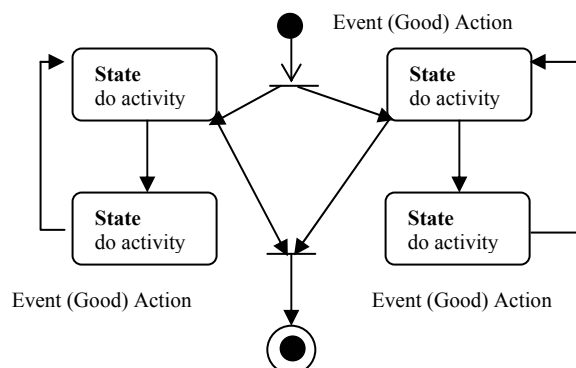 Event (Good) Action
State
do activity
State
do activity
State
do activity
State
do activity
Event (Good) Action
Event (Good) Action